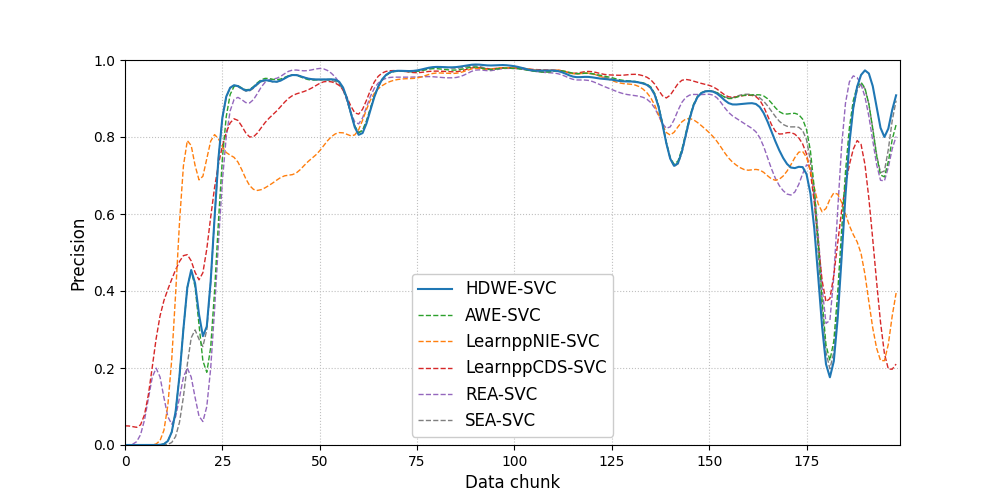 1.0
0.8
0.6
0.4
0.2
0.0
Precision
HDWE-SVC
AWE-SVC
LearnppNIE-SVC
LearnppCDS-SVC
REA-SVC
SEA-SVC
0 25 50 75 100 125 150 175
Data chunk